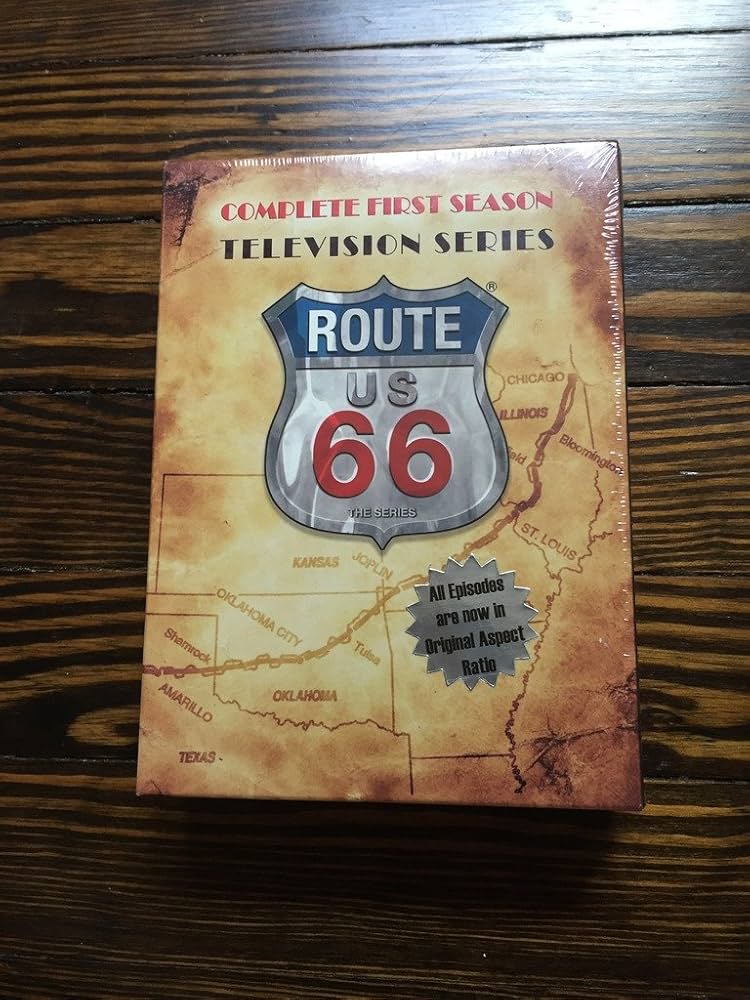 COMPLETE FIRST SEASON
TELEVISION SERIES
®
ROUTE
US
66
THE SERIES
CHICAGO
ILLINOIS
Bloomington
ST. LOUIS
KANSAS
JOPLIN
OKLAHOMA CITY
Tulsa
Shamrock
AMARILLO
OKLAHOMA
TEXAS
All Episodes
are now in
Original Aspect
Ratio